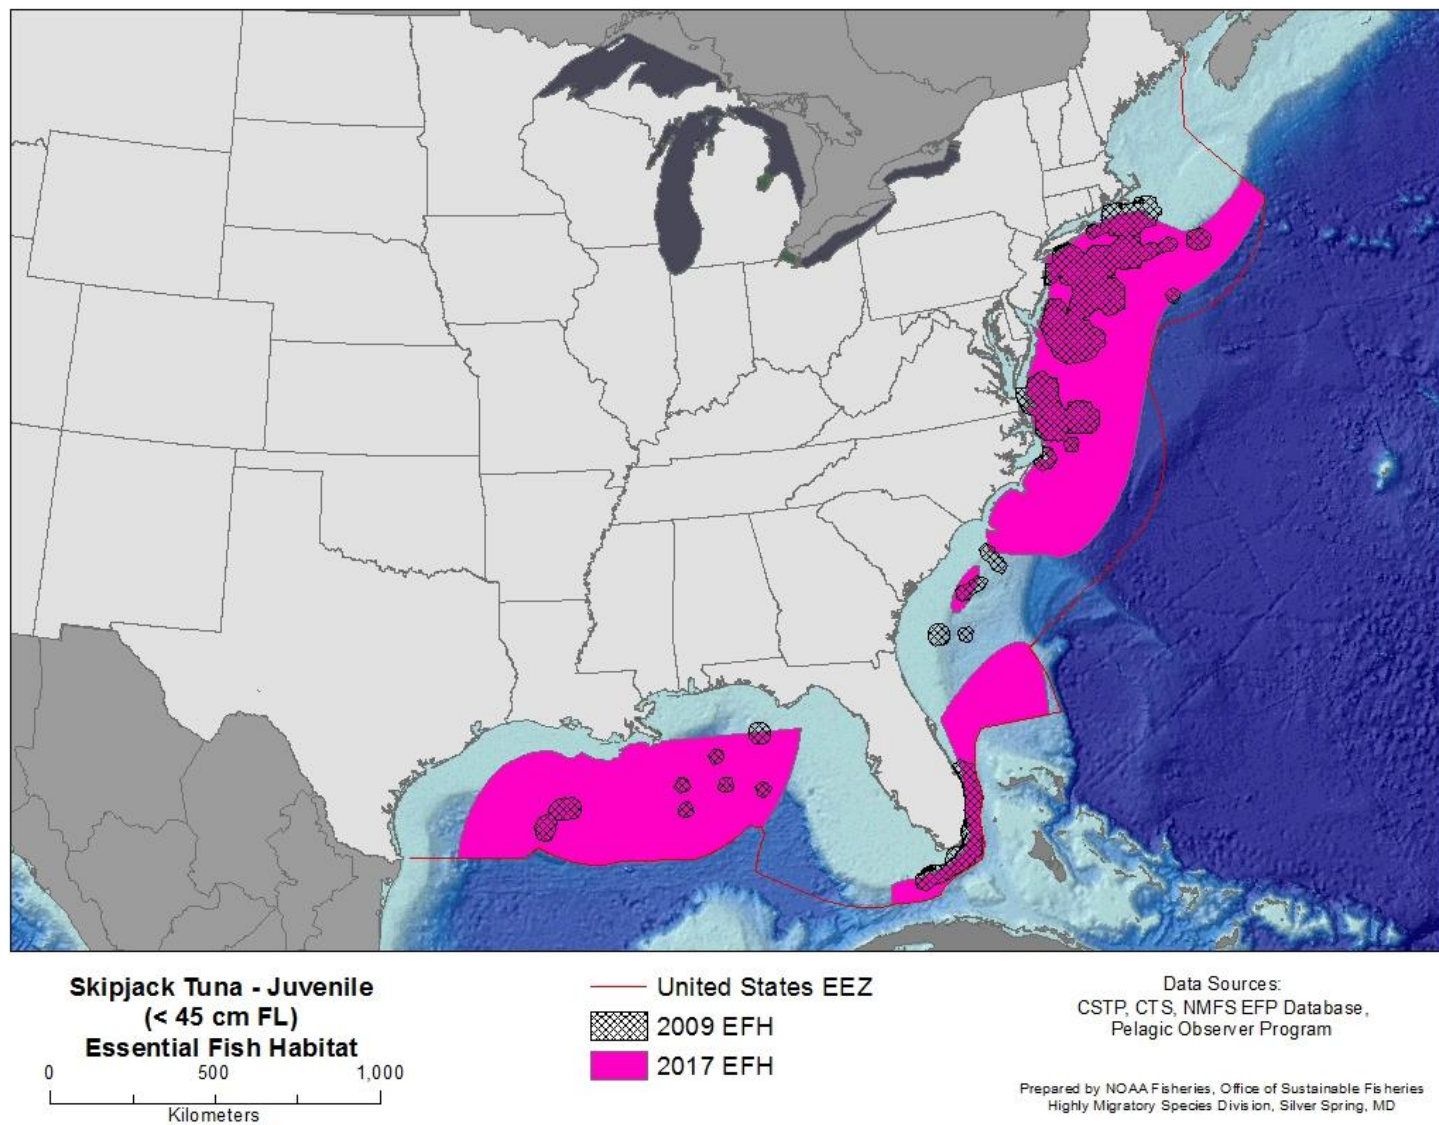 Skipjack Tuna - Juvenile
(< 45 cm FL)
Essential Fish Habitat
0 500 1,000
Kilometers
United States EEZ
2009 EFH
2017 EFH
Data Sources:
CSTP, CTS, NMFS EFP Database,
Pelagic Observer Program
Prepared by NOAA Fisheries, Office of Sustainable Fisheries
Highly Migratory Species Division, Silver Spring, MD